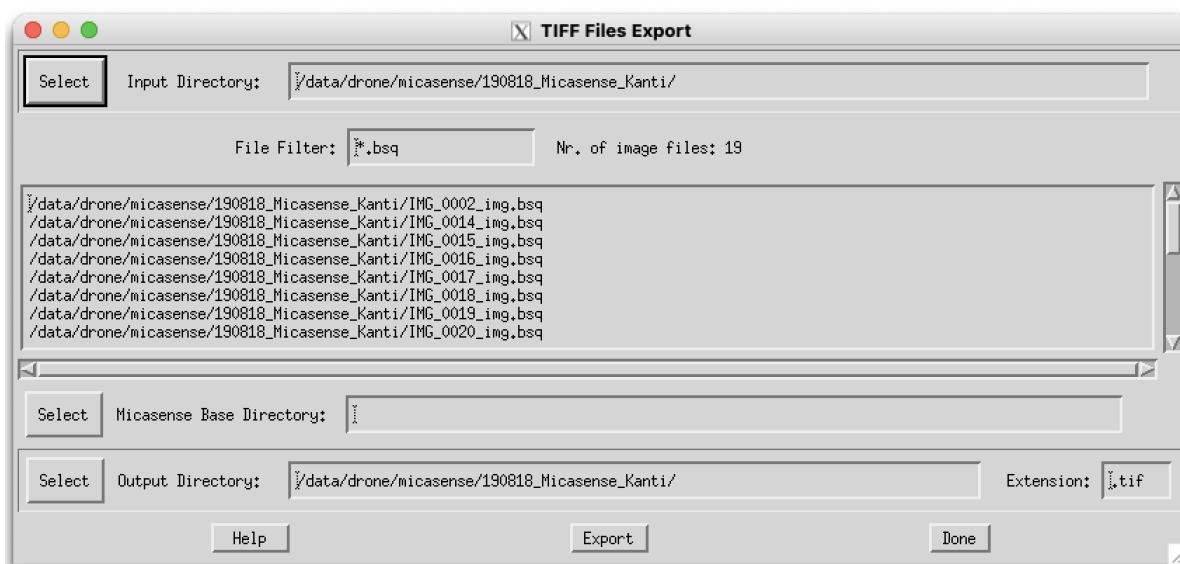 TIFF Files Export
Select Input Directory: /data/drone/micasense/190818_Micasense_Kanti/
File Filter: *.bsq Nr. of image files: 19
/data/drone/micasense/190818_Micasense_Kanti/IMG_0002_img.bsq
/data/drone/micasense/190818_Micasense_Kanti/IMG_0014_img.bsq
/data/drone/micasense/190818_Micasense_Kanti/IMG_0015_img.bsq
/data/drone/micasense/190818_Micasense_Kanti/IMG_0016_img.bsq
/data/drone/micasense/190818_Micasense_Kanti/IMG_0017_img.bsq
/data/drone/micasense/190818_Micasense_Kanti/IMG_0018_img.bsq
/data/drone/micasense/190818_Micasense_Kanti/IMG_0019_img.bsq
/data/drone/micasense/190818_Micasense_Kanti/IMG_0020_img.bsq
Select Micasense Base Directory:
Select Output Directory: /data/drone/micasense/190818_Micasense_Kanti/ Extension: .tif
Help Export Done